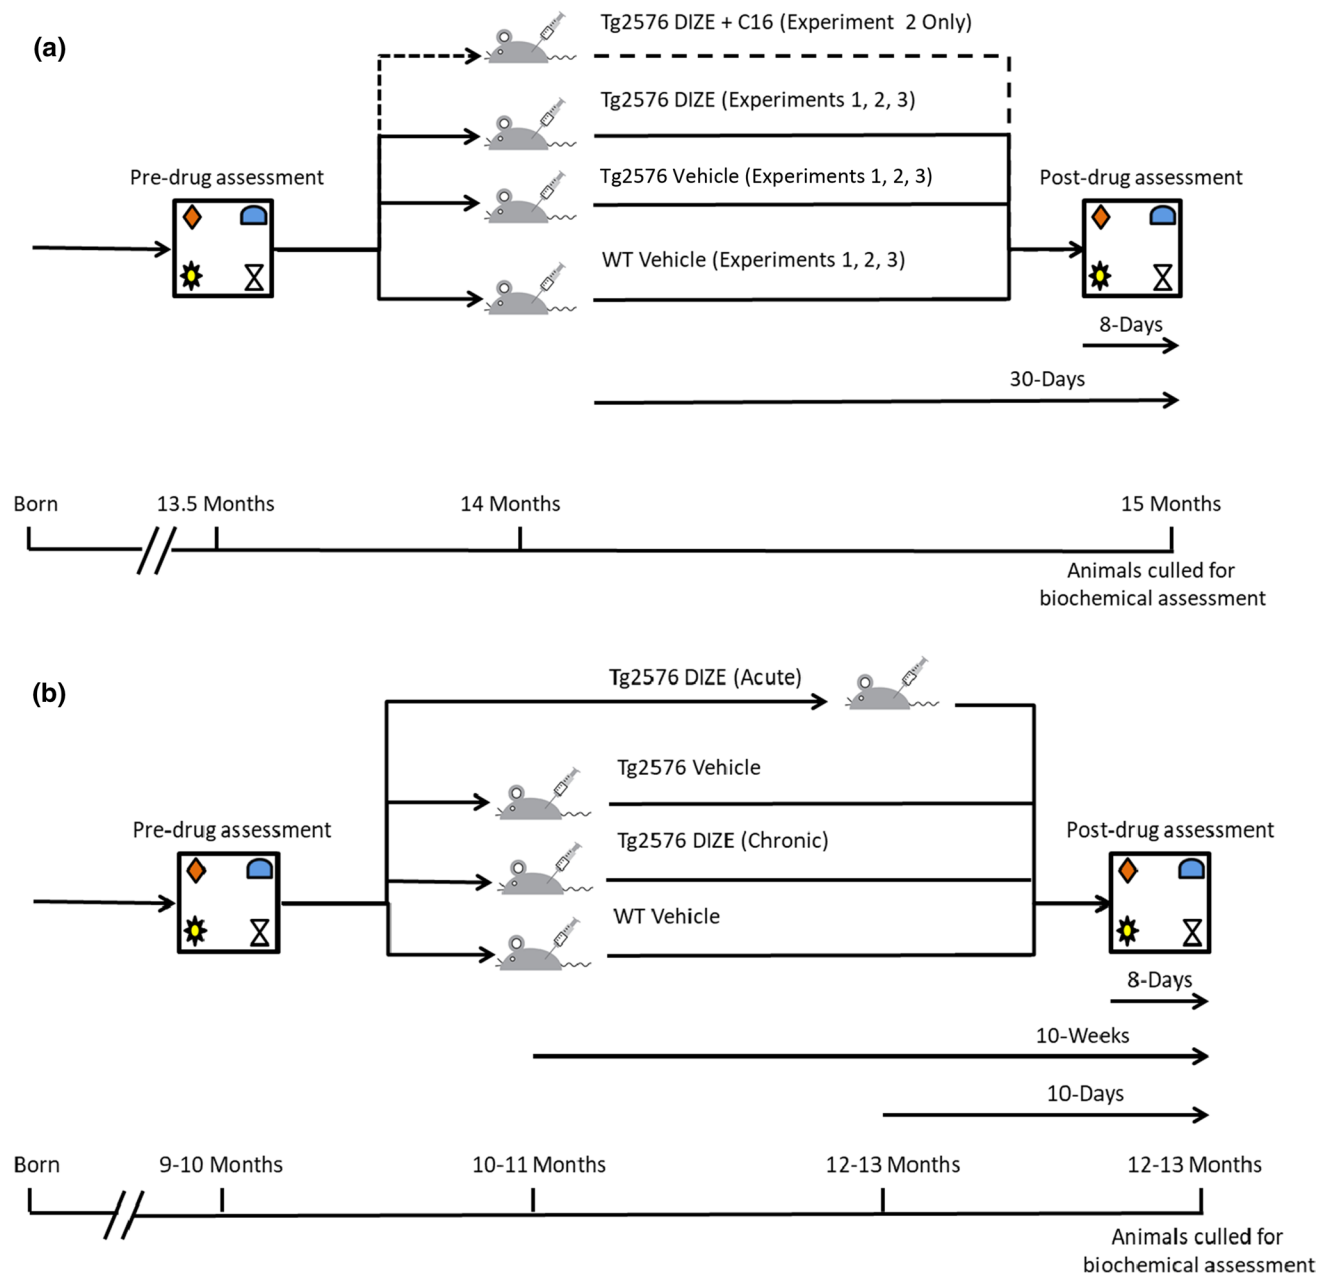 (a)
Tg2576 DIZE + C16 (Experiment 2 Only)
Tg2576 DIZE (Experiments 1, 2, 3)
Pre-drug assessment
Tg2576 Vehicle (Experiments 1, 2, 3)
Post-drug assessment
WT Vehicle (Experiments 1, 2, 3)
8-Days
30-Days
Born
13.5 Months
14 Months
15 Months
Animals culled for
biochemical assessment
(b)
Tg2576 DIZE (Acute)
Tg2576 Vehicle
Pre-drug assessment
Tg2576 DIZE (Chronic)
Post-drug assessment
WT Vehicle
8-Days
10-Weeks
10-Days
Born
9-10 Months
10-11 Months
12-13 Months
12-13 Months
Animals culled for
biochemical assessment